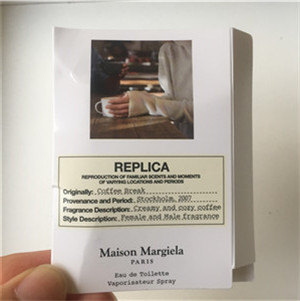 REPLICA
REPRODUCTION OF FAMILIAR SCENTS AND MOMENTS
OF VARYING LOCATIONS AND PERIODS
Originally: Coffee Break
Provenance and Period: Stockholm, 2007
Fragrance Description: Creamy and cozy coffee
Style Description: Female and Male fragrance
Maison Margiela
PARIS
Eau de Toilette
Vaporisateur Spray